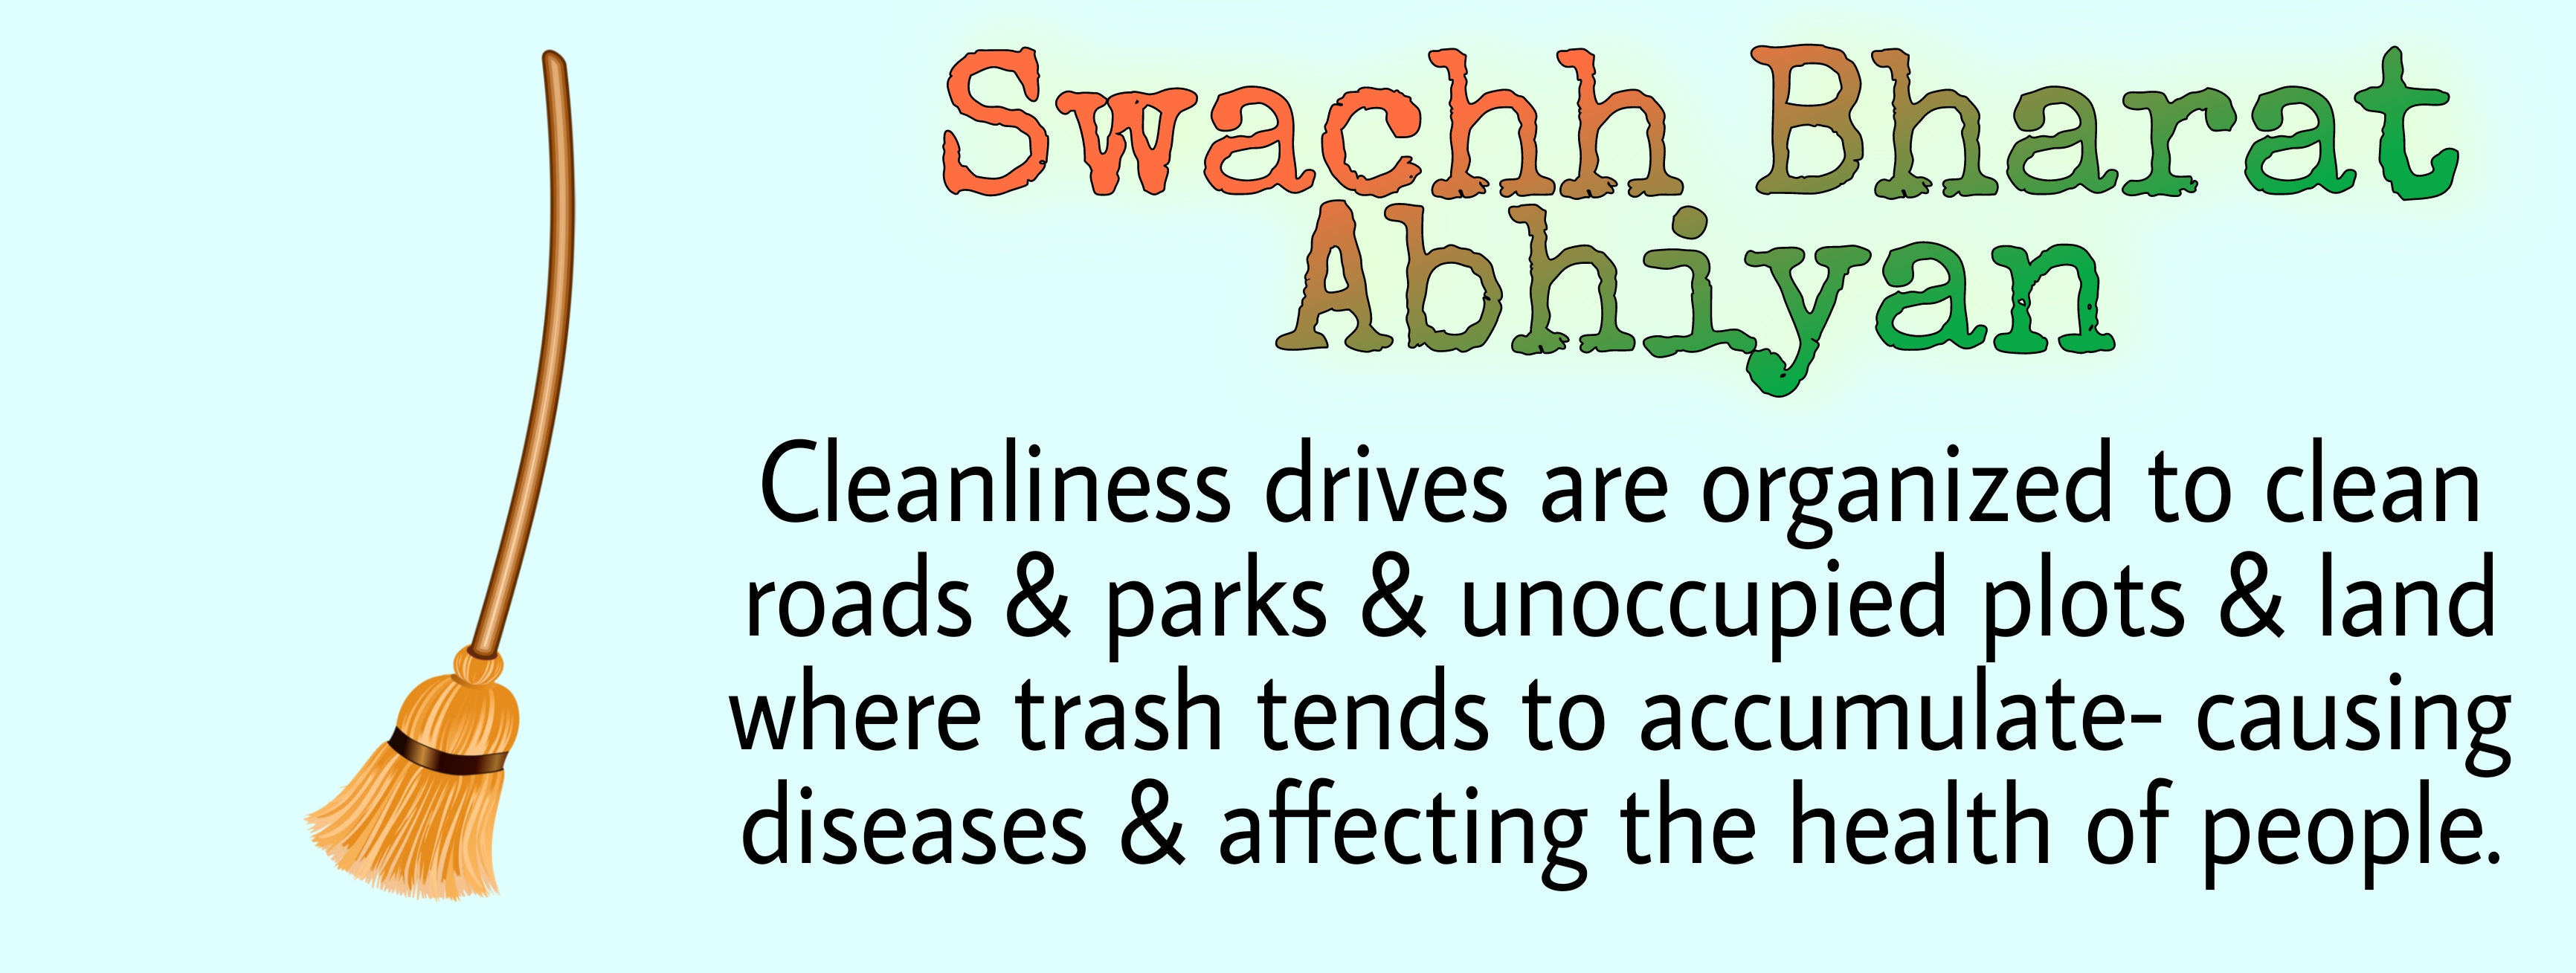 Swachh Bharat
Abhiyan
Cleanliness drives are organized to clean
roads & parks & unoccupied plots & land
where trash tends to accumulate- causing
diseases & affecting the health of people.